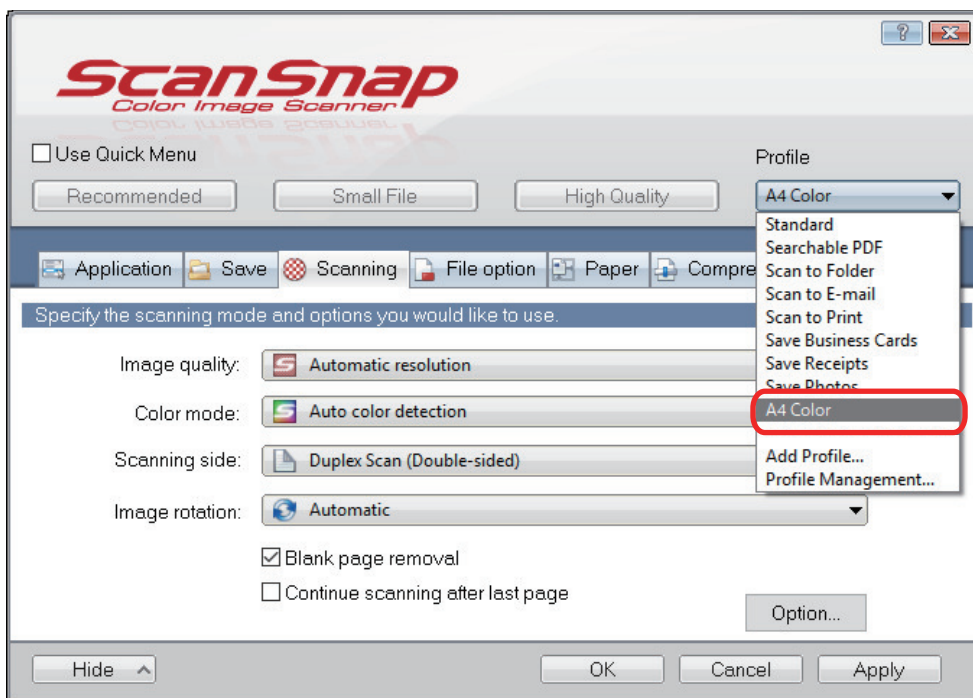 ScanSnap
Color Image Scanner
Use Quick Menu
Profile
Recommended
Small File
High Quality
A4 Color
Standard
Searchable PDF
Scan to Folder
Scan to E-mail
Scan to Print
Save Business Cards
Save Receipts
Save Photos
A4 Color
Add Profile...
Profile Management...
Application
Save
Scanning
File option
Paper
Compre
Specify the scanning mode and options you would like to use.
Image quality:
Automatic resolution
Color mode:
Auto color detection
Scanning side:
Duplex Scan (Double-sided)
Image rotation:
Automatic
Blank page removal
Continue scanning after last page
Option...
Hide
OK
Cancel
Apply